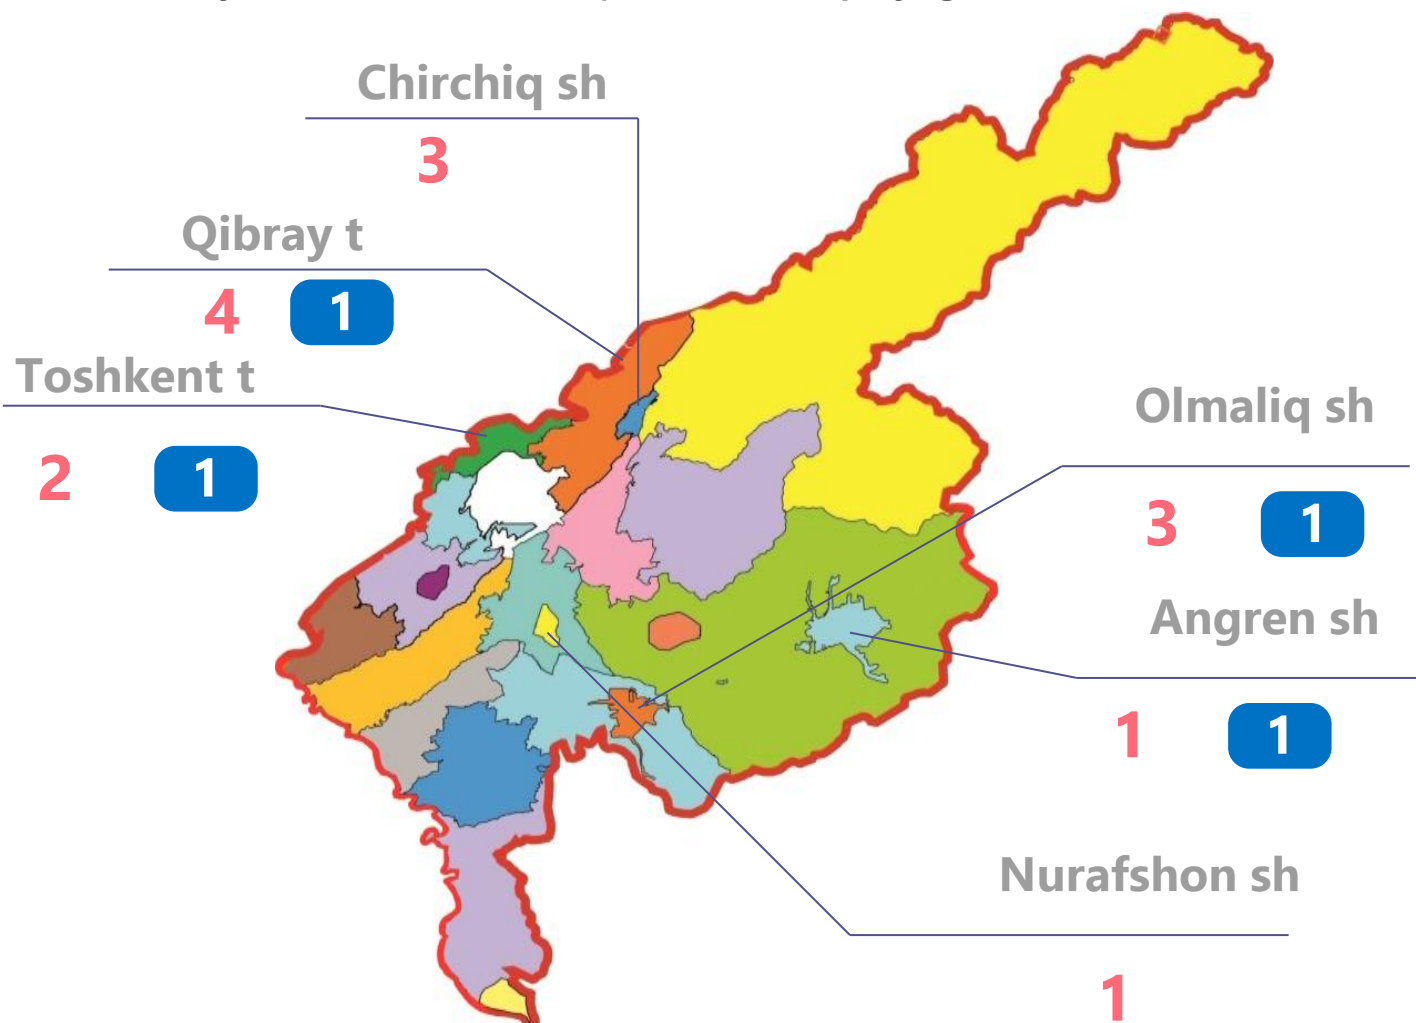 Chirchiq sh
3
Qibray t
4 1
Toshkent t
2 1
Olmaliq sh
3 1
Angren sh
1 1
Nurafshon sh
1